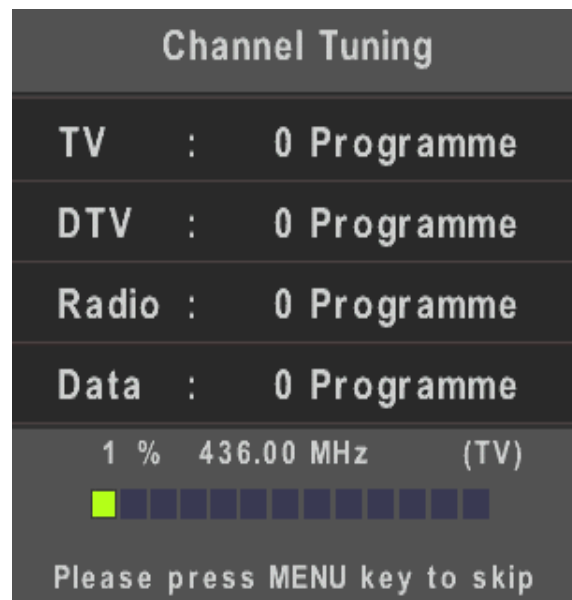 Channel Tuning
TV : 0 Programme
DTV : 0 Programme
Radio : 0 Programme
Data : 0 Programme
1 % 436.00 MHz (TV)
Please press MENU key to skip